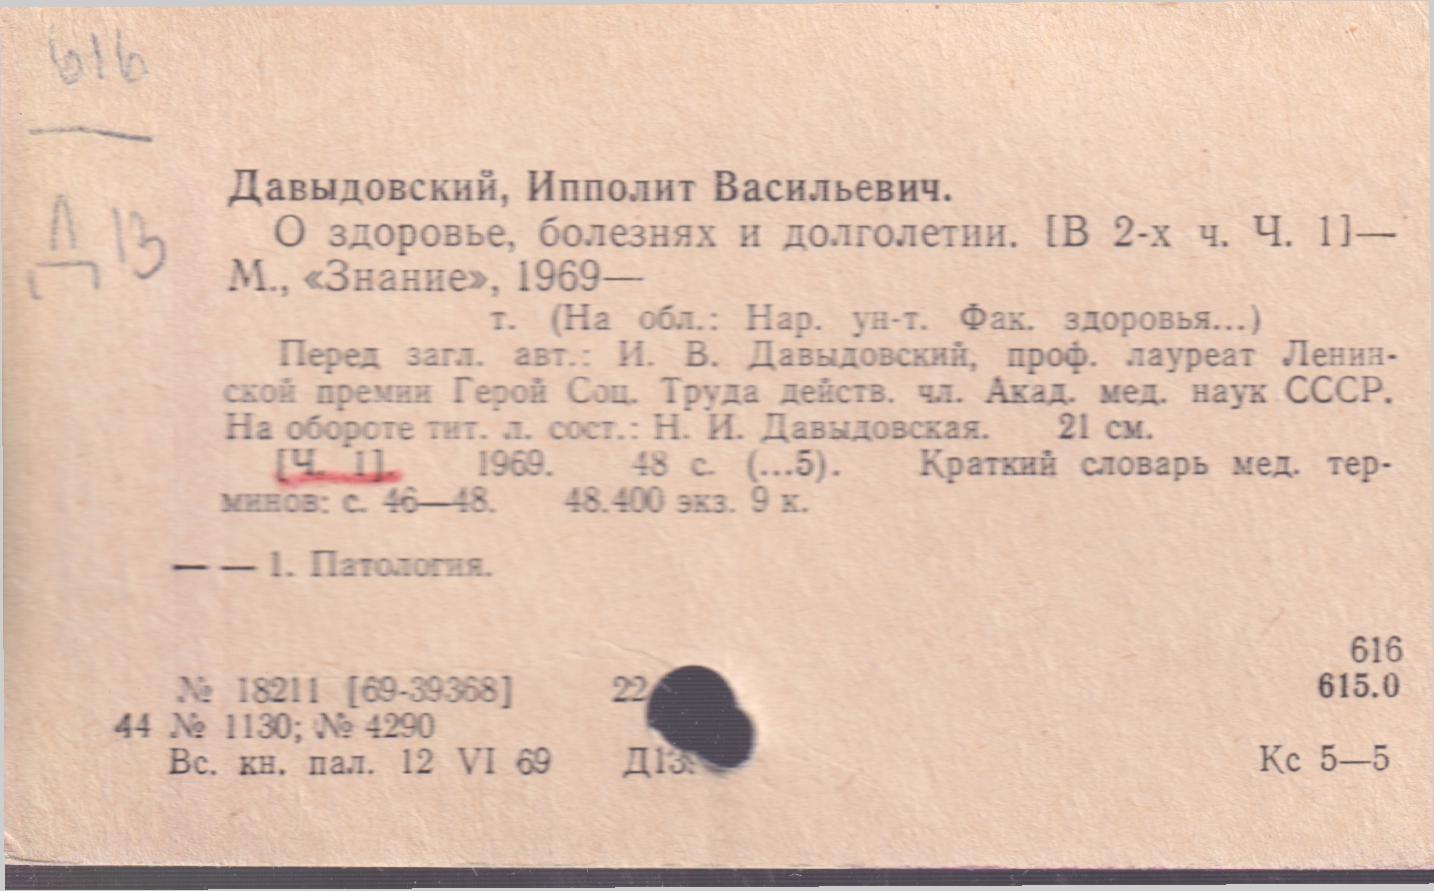 616
Д 13
Давыдовский, Ипполит Васильевич.
О здоровье, болезнях и долголетии. [В 2-х ч. Ч. 1]—
М., «Знание», 1969—
т. (На обл.: Нар. ун-т. Фак. здоровья...)
Перед загл. авт.: И. В. Давыдовский, проф. лауреат Ленин-
ской премии Герой Соц. Труда действ. чл. Акад. мед. наук СССР.
На обороте тит. л. сост.: Н. И. Давыдовская. 21 см.
[Ч. 1]. 1969. 48 с. (...5). Краткий словарь мед. тер-
минов: с. 46—48. 48.400 экз. 9 к.
— — 1. Патология.
616
№ 18211 [69-39368] 22 615.0
44 № 1130; № 4290
Вс. кн. пал. 12 VI 69 Д13 Кс 5—5